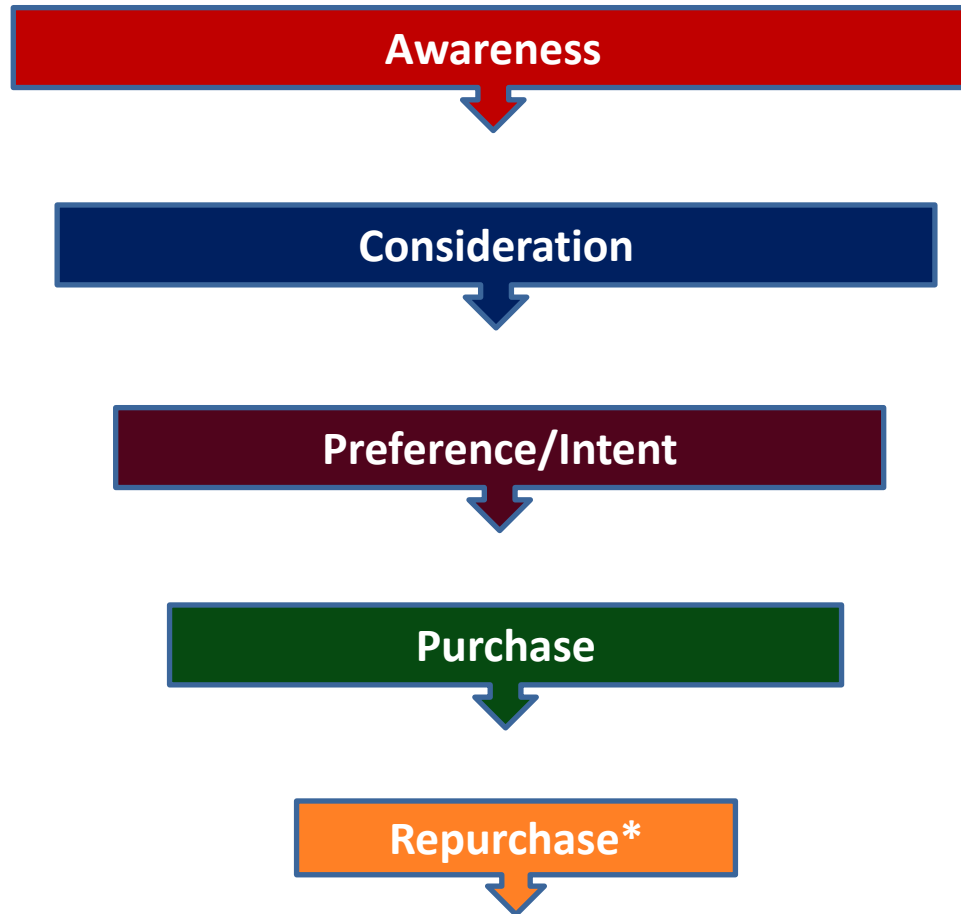 Awareness
Consideration
Preference/Intent
Purchase
Repurchase*